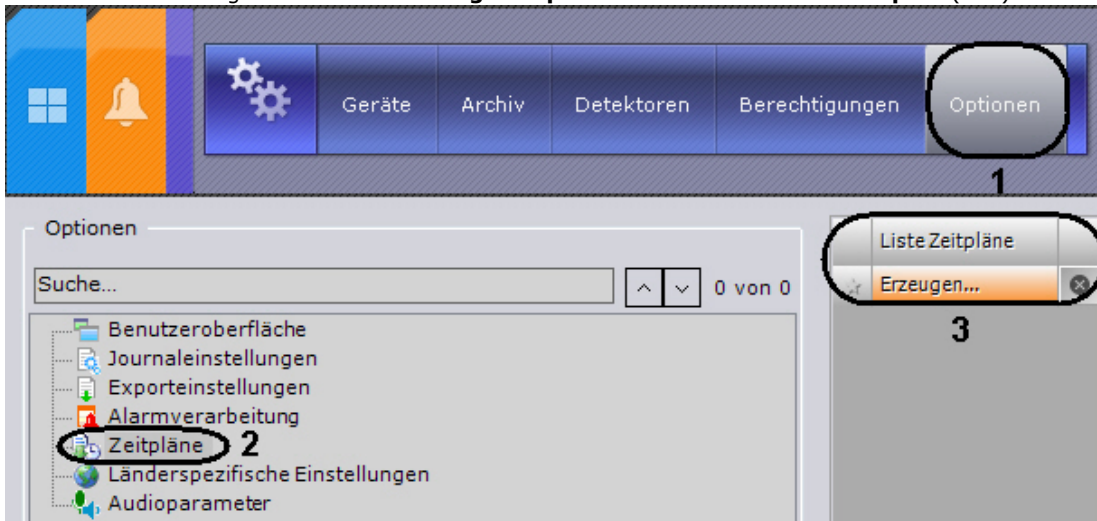 Geräte Archiv Detektoren Berechtigungen Optionen
1
Optionen
Suche... 0 von 0
Benutzeroberfläche
Journaleinstellungen
Exporteinstellungen
Alarmverarbeitung
Zeitpläne 2
Länderspezifische Einstellungen
Audioparameter
Liste Zeitpläne
Erzeugen...
3